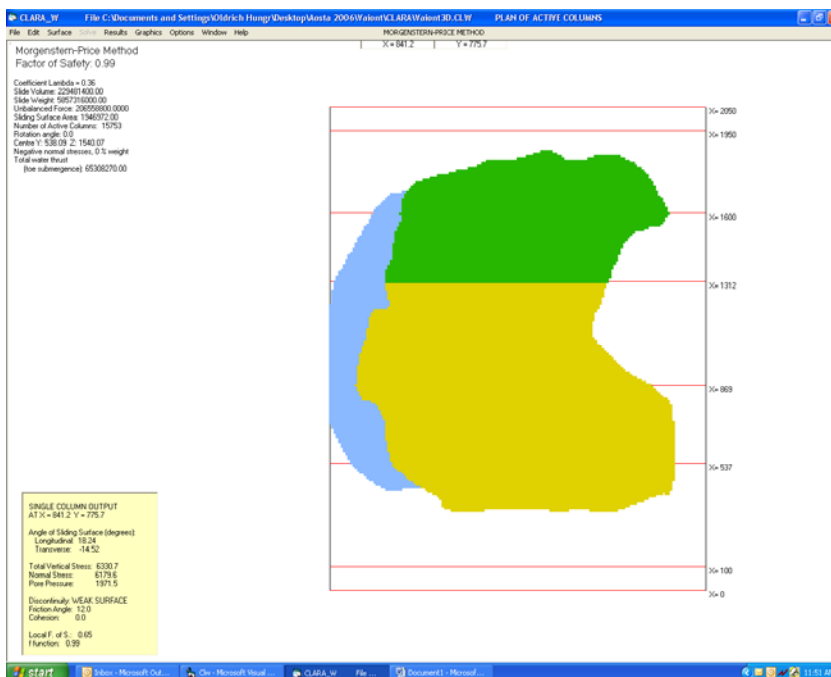 CLARA_W File C:\Documents and Settings\Oldrich Hungr\Desktop\Aosta 2006\Vaiont\CLARA\Vaiont3D.CLW PLAN OF ACTIVE COLUMNS
File Edit Surface Solve Results Graphics Options Window Help MORGENSTERN-PRICE METHOD
X = 841.2 Y = 775.7
Morgenstern-Price Method
Factor of Safety: 0.99
Coefficient Lambda = 0.36
Slide Volume: 229481400.00
Slide Weight: 5857316000.00
Unbalanced Force: 206558800.0000
Sliding Surface Area: 1946972.00
Number of Active Columns: 15753
Rotation angle: 0.0
Centre Y: 538.09 Z: 1540.07
Negative normal stresses, 0 % weight
Total water thrust
(toe submergence): 65308270.00
X= 2050
X= 1950
X= 1600
X= 1312
X= 869
X= 537
X= 100
X= 0
SINGLE COLUMN OUTPUT
AT X = 841.2 Y = 775.7
Angle of Sliding Surface (degrees):
Longitudinal: 18.24
Transverse: -14.52
Total Vertical Stress: 6330.7
Normal Stress: 6179.6
Pore Pressure: 1971.5
Discontinuity: WEAK SURFACE
Friction Angle: 12.0
Cohesion: 0.0
Local F. of S.: 0.65
f function: 0.99
start Inbox - Microsoft Out... Clw - Microsoft Visual ... CLARA_W File ... Document1 - Microsof... 11:51 AM